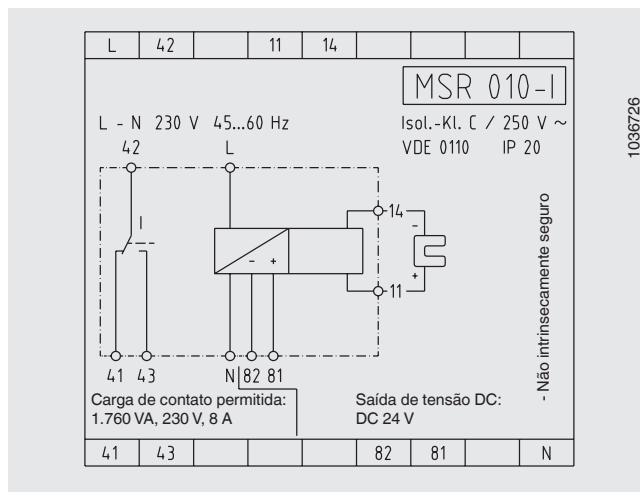 L 42 11 14
MSR 010-I
L - N 230 V 45...60 Hz
Isol.-Kl. C / 250 V ~
VDE 0110 IP 20
42
L
I
14
-
- +
+
11
41 43
N 82 81
Carga de contato permitida:
1.760 VA, 230 V, 8 A
Saída de tensão DC:
DC 24 V
- Não intrinsecamente seguro
41 43 82 81 N
1036726